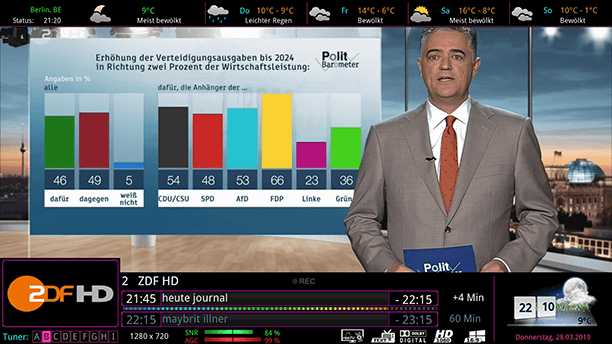 Berlin, BE
Status: 21:20
9°C
Meist bewölkt
Do 10°C - 9°C
Leichter Regen
Fr 14°C - 6°C
Bewölkt
Sa 16°C - 8°C
Meist bewölkt
So 10°C - 1°C
Bewölkt
Erhöhung der Verteidigungsausgaben bis 2024
in Richtung zwei Prozent der Wirtschaftsleistung:
Polit
Barometer
Angaben in %
alle
dafür, die Anhänger der ...
46 49 5 54 48 53 66 23 36
dafür dagegen weiß nicht CDU/CSU SPD AfD FDP Linke Grün
Polit
2 ZDF HD
REC
ZDF HD
21:45 heute journal - 22:15 +4 Min
22:15 maybrit illner - 23:15 60 Min
22 10
9°C
Tuner: A B C D E F G H I 1280 x 720
SNR 84 %
AGC 99 %
DOLBY DIGITAL
HD
16:9
Donnerstag, 28.03.2019